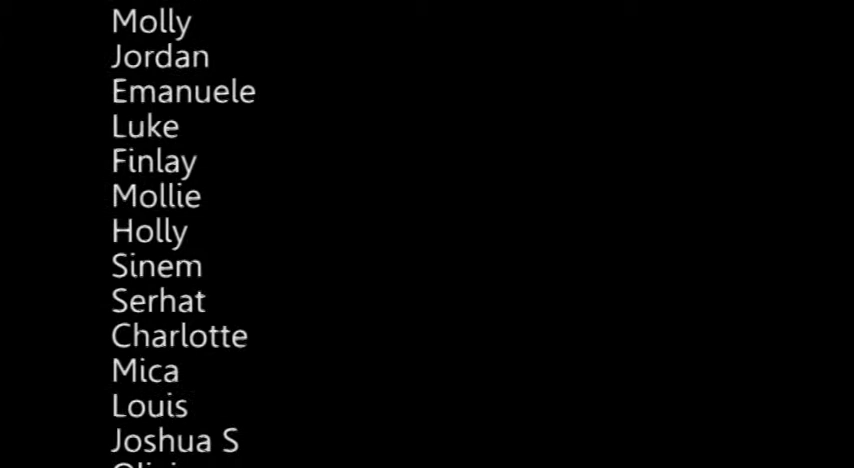 Molly
Jordan
Emanuele
Luke
Finlay
Mollie
Holly
Sinem
Serhat
Charlotte
Mica
Louis
Joshua S